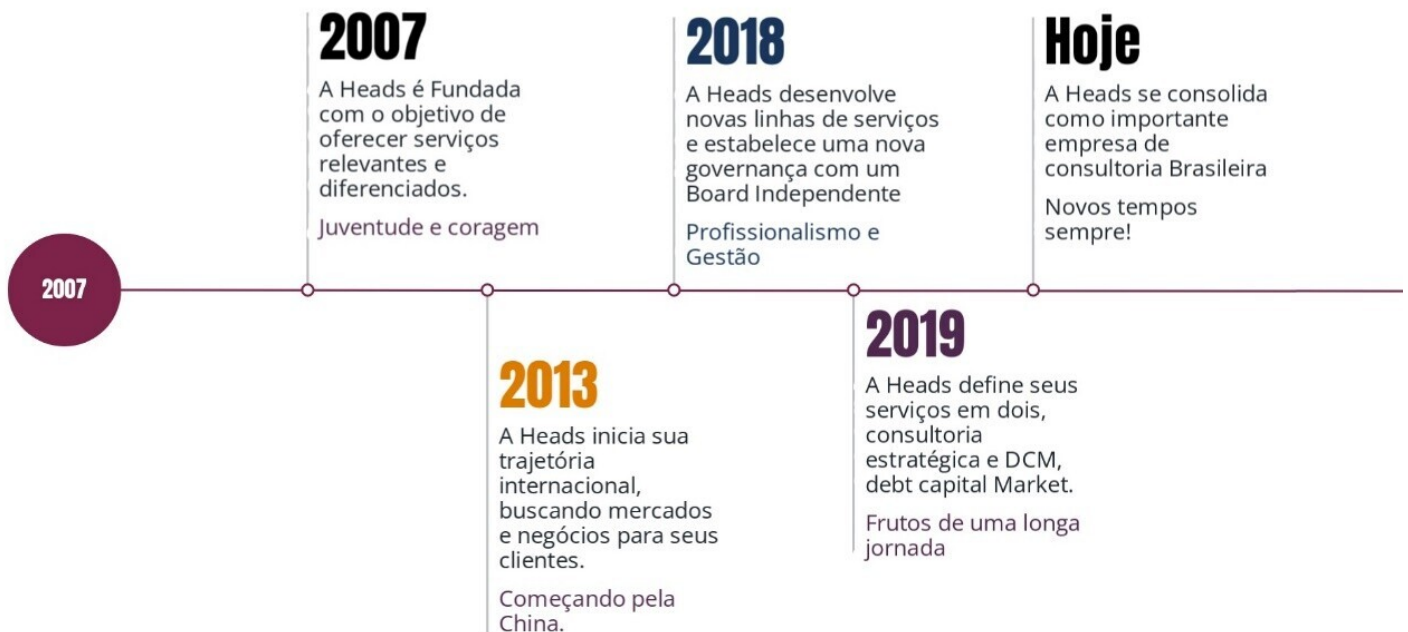 2007
2007
A Heads é Fundada
com o objetivo de
oferecer serviços
relevantes e
diferenciados.
Juventude e coragem
2013
A Heads inicia sua
trajetória
internacional,
buscando mercados
e negócios para seus
clientes.
Começando pela
China.
2018
A Heads desenvolve
novas linhas de serviços
e estabelece uma nova
governança com um
Board Independente
Profissionalismo e
Gestão
2019
A Heads define seus
serviços em dois,
consultoria
estratégica e DCM,
debt capital Market.
Frutos de uma longa
jornada
Hoje
A Heads se consolida
como importante
empresa de
consultoria Brasileira
Novos tempos
sempre!